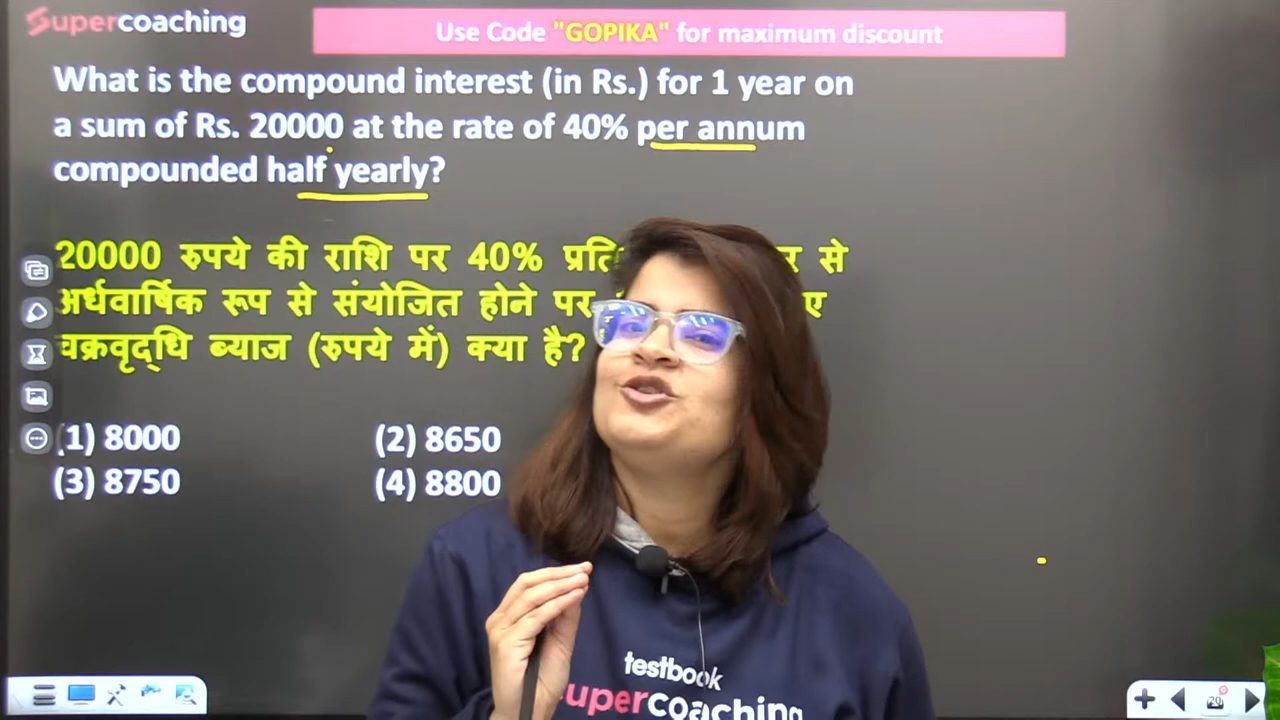 Supercoaching
Use Code "GOPIKA" for maximum discount
What is the compound interest (in Rs.) for 1 year on
a sum of Rs. 20000 at the rate of 40% per annum
compounded half yearly?
20000 रुपये की राशि पर 40% से
अर्धवार्षिक रूप से संयोजित होने पर
चक्रवृद्धि ब्याज (रुपये में) क्या है?
(1) 8000 (2) 8650
(3) 8750 (4) 8800
testbook
supercoaching